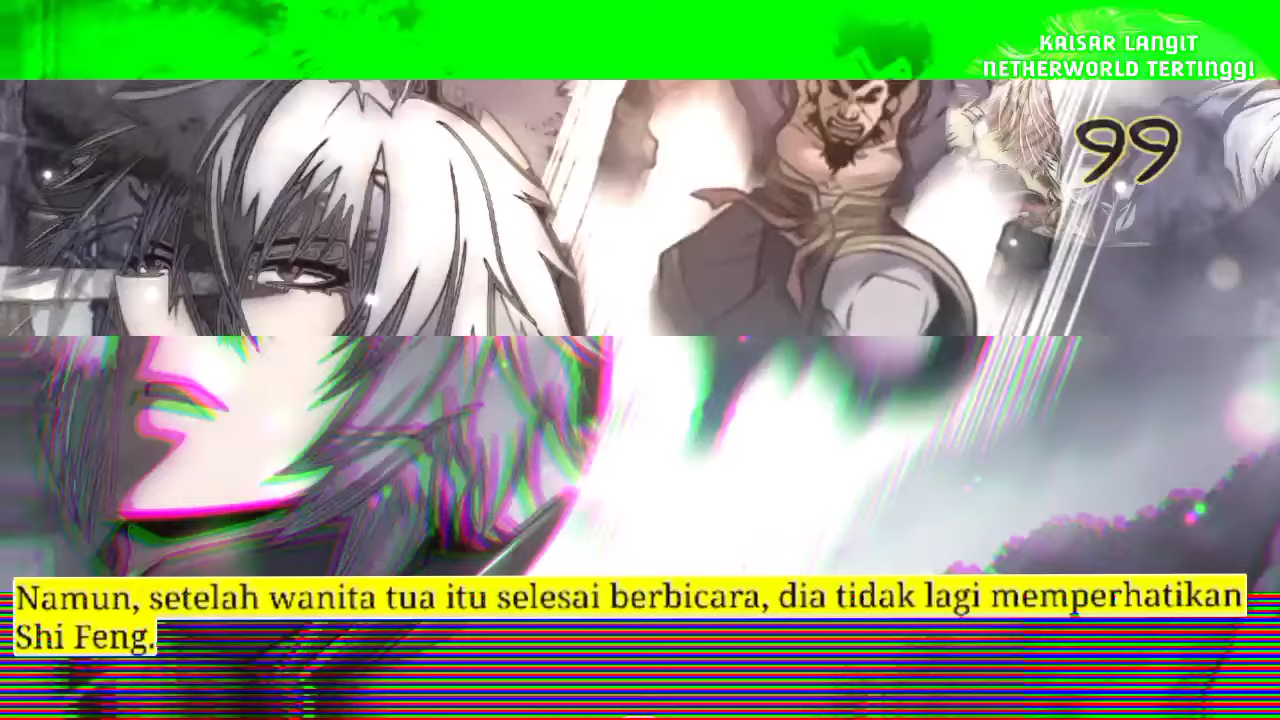 KAISAR LANGIT
NETHERWORLD TERTINGGI
99
Namun, setelah wanita tua itu selesai berbicara, dia tidak lagi memperhatikan
Shi Feng.